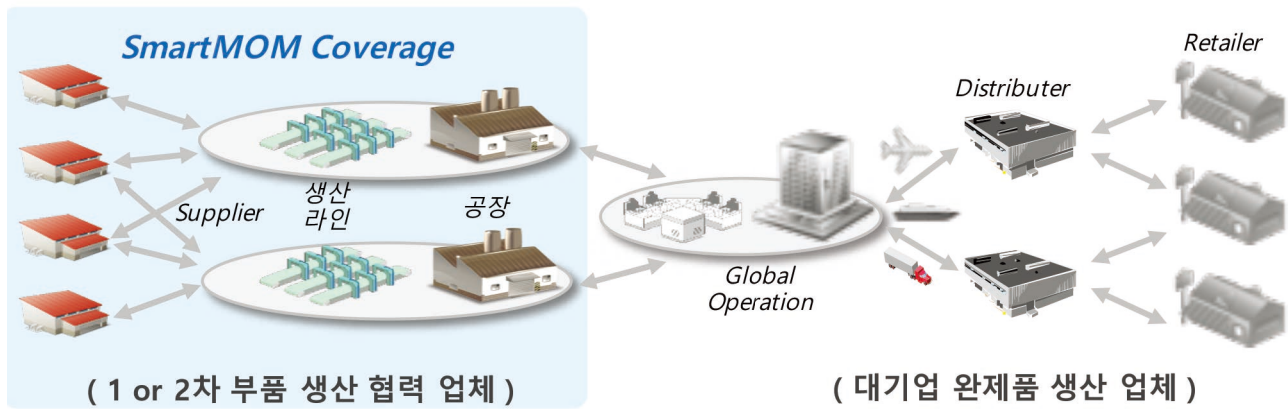 SmartMOM Coverage
Retailer
Distributer
Supplier
생산
라인
공장
Global
Operation
( 1 or 2차 부품 생산 협력 업체 )
( 대기업 완제품 생산 업체 )